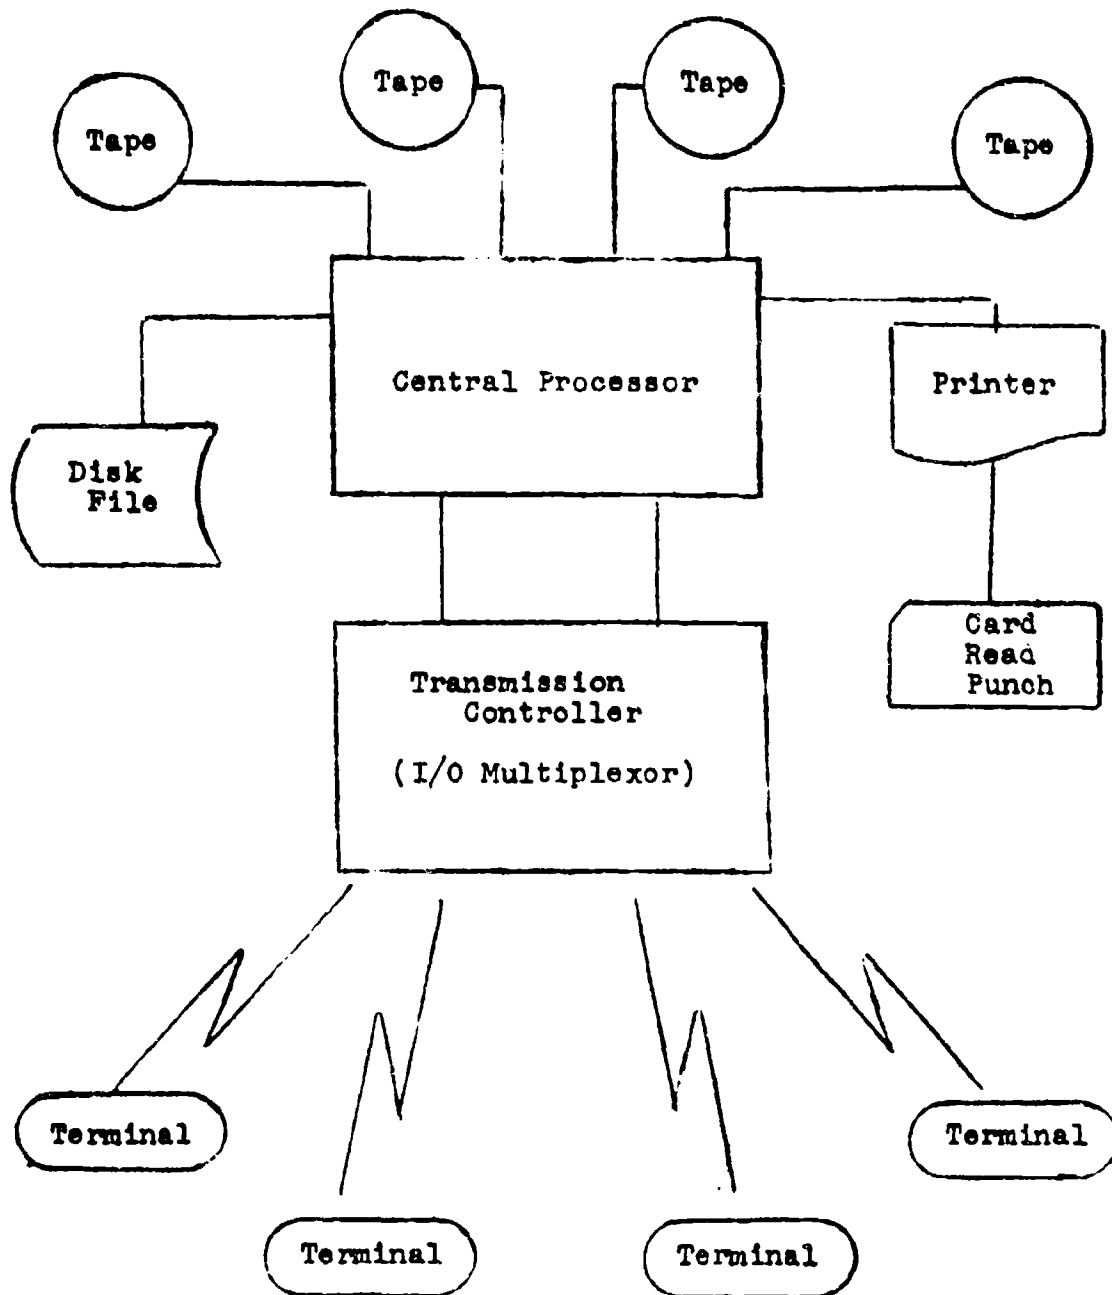 Tape
Tape
Tape
Tape
Central Processor
Printer
Disk
File
Card
Read
Punch
Transmission
Controller
(I/O Multiplexor)
Terminal
Terminal
Terminal
Terminal